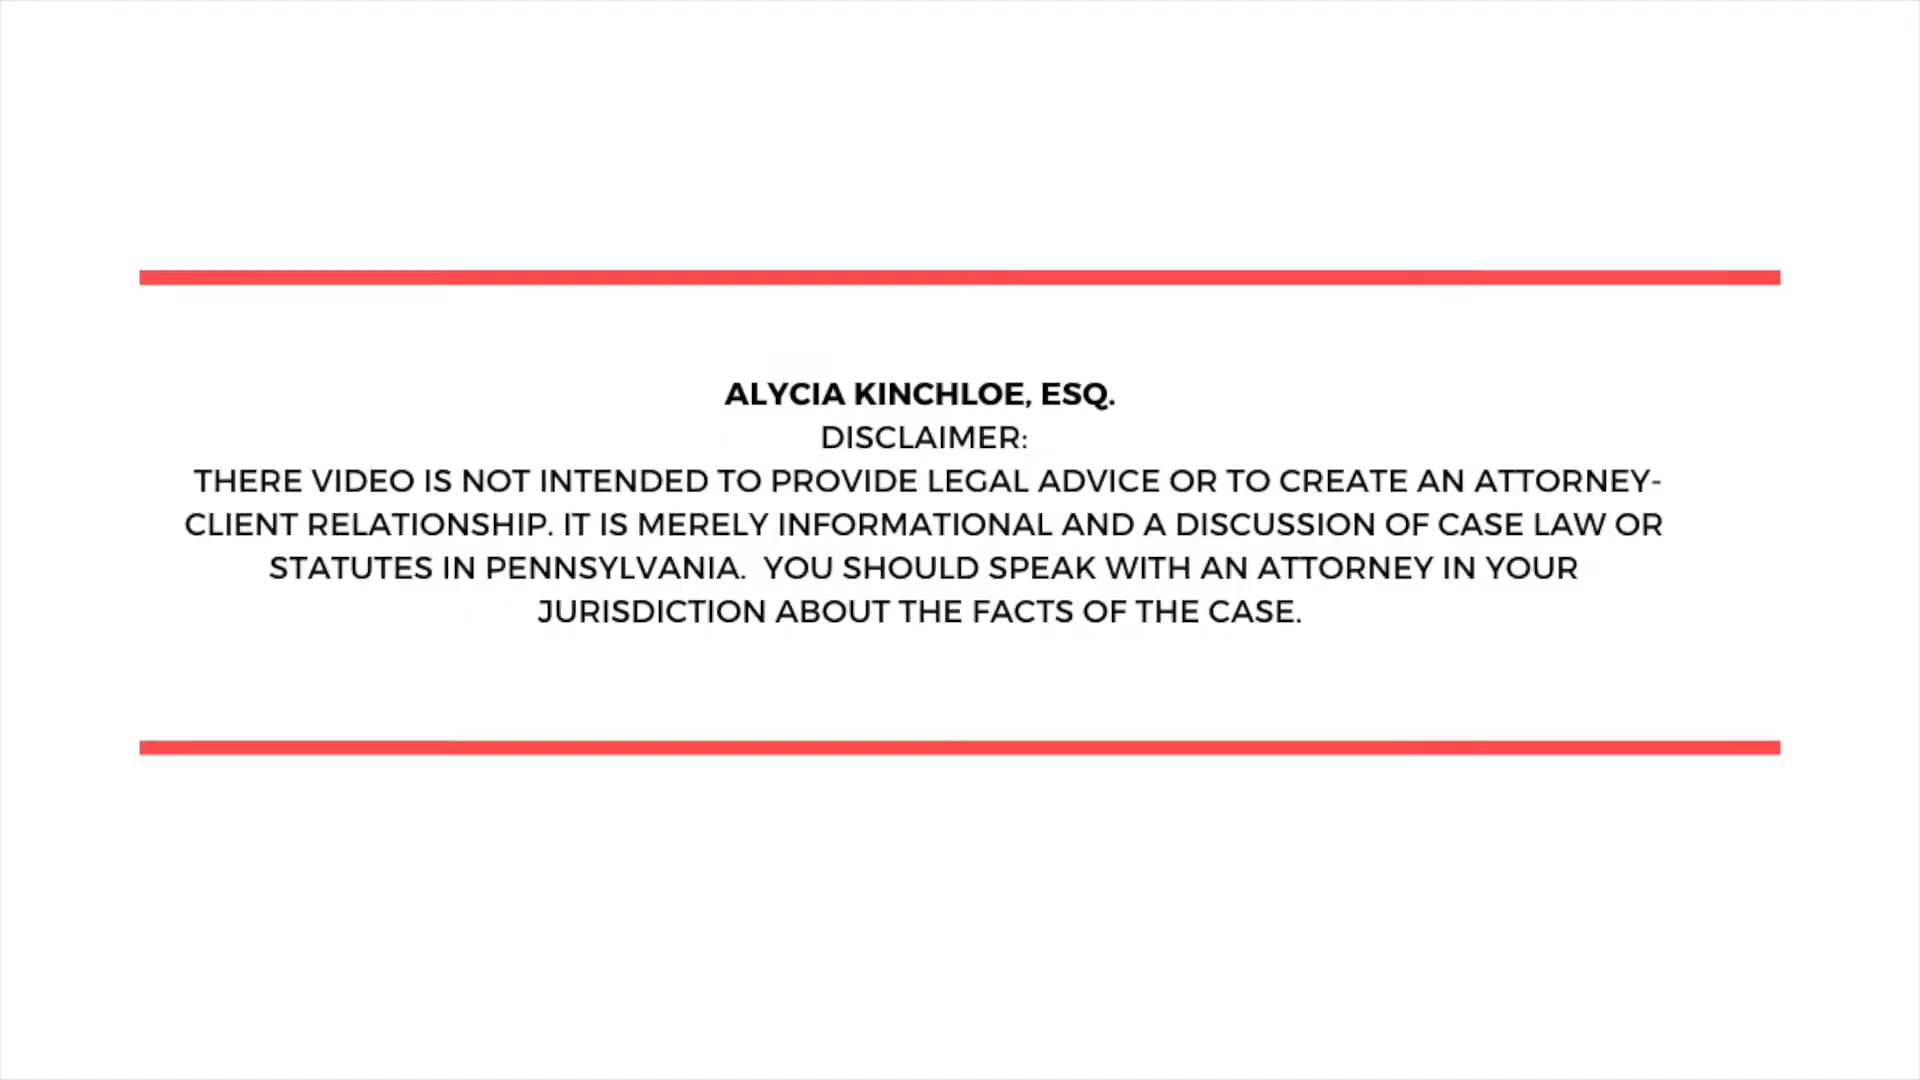 ALYCIA KINCHLOE, ESQ.
DISCLAIMER:
THERE VIDEO IS NOT INTENDED TO PROVIDE LEGAL ADVICE OR TO CREATE AN ATTORNEY-
CLIENT RELATIONSHIP. IT IS MERELY INFORMATIONAL AND A DISCUSSION OF CASE LAW OR
STATUTES IN PENNSYLVANIA.  YOU SHOULD SPEAK WITH AN ATTORNEY IN YOUR
JURISDICTION ABOUT THE FACTS OF THE CASE.